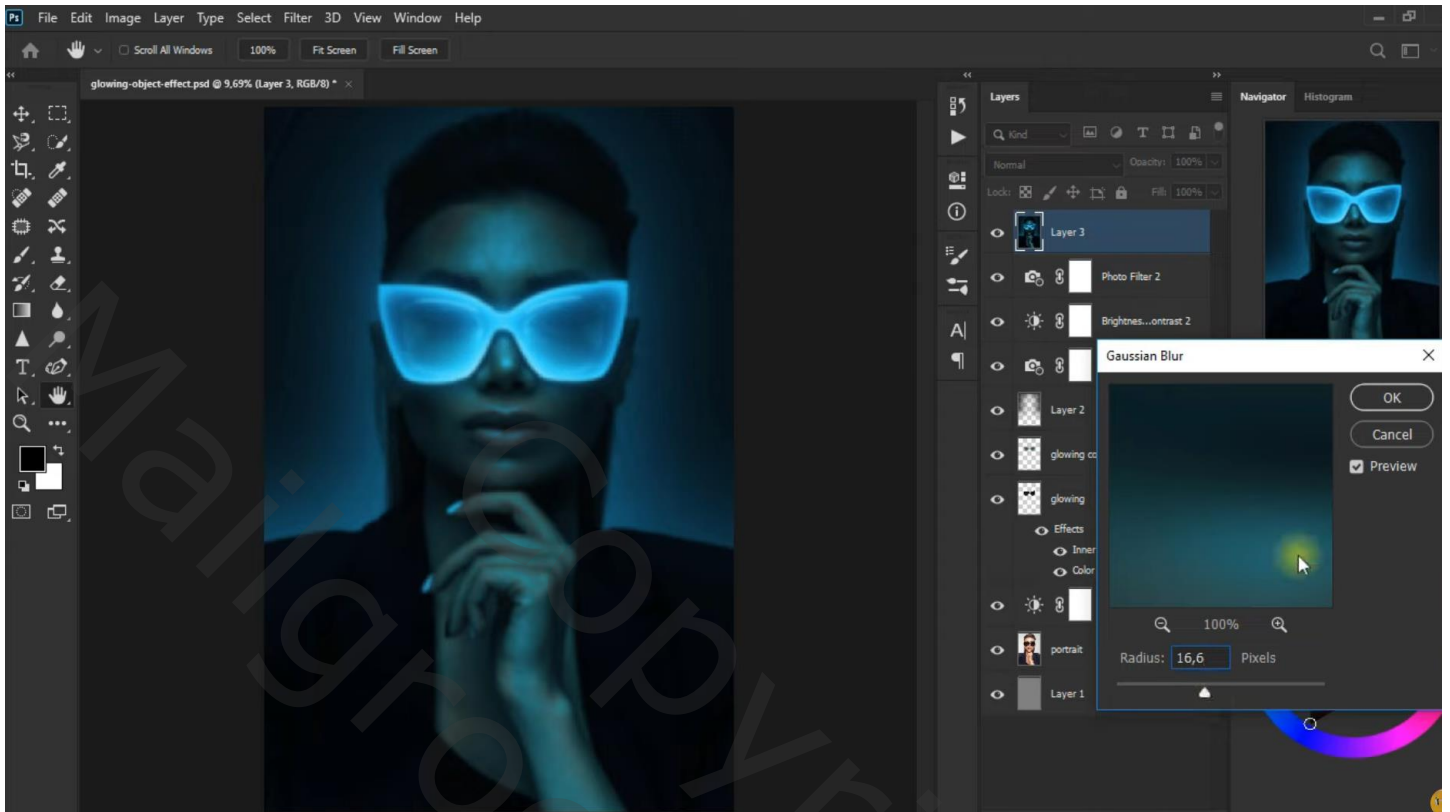 Ps File Edit Image Layer Type Select Filter 3D View Window Help
Scroll All Windows 100% Fit Screen Fill Screen
glowing-object-effect.psd @ 9,69% (Layer 3, RGB/8) * ×
Layers
Navigator Histogram
Kind
Normal Opacity: 100%
Lock: Fill: 100%
Layer 3
Photo Filter 2
Brightnes...ontrast 2
Layer 2
glowing co
glowing
Effects
Inner
Color
portrait
Layer 1
Gaussian Blur
OK
Cancel
Preview
100%
Radius: 16,6 Pixels